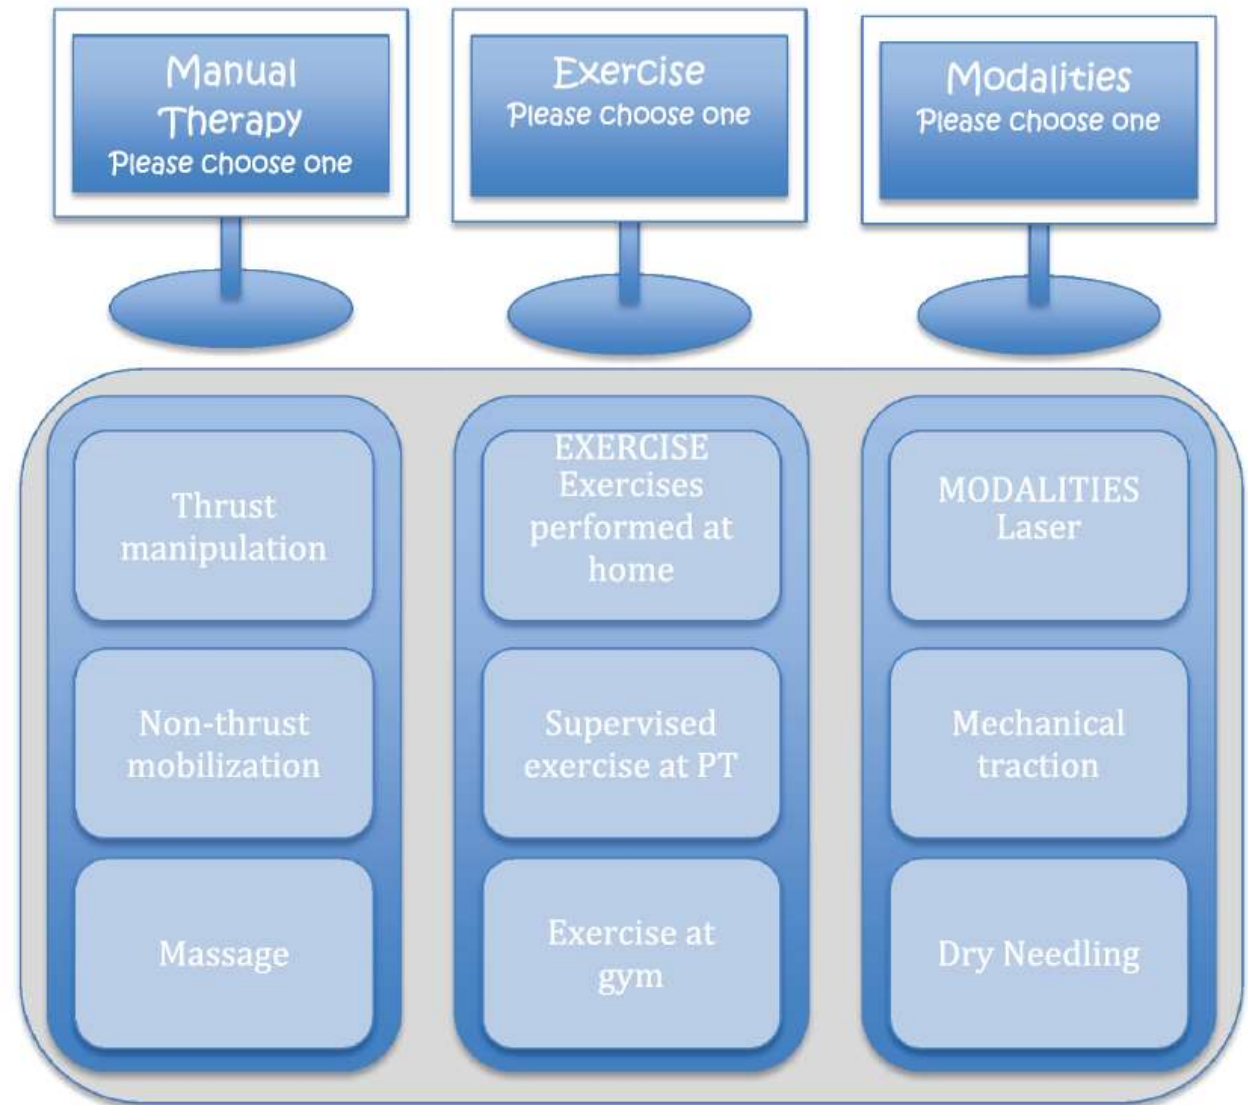 Manual
Therapy
Please choose one
Exercise
Please choose one
Modalities
Please choose one
Thrust
manipulation
Non-thrust
mobilization
Massage
EXERCISE
Exercises
performed at
home
Supervised
exercise at PT
Exercise at
gym
MODALITIES
Laser
Mechanical
traction
Dry Needling